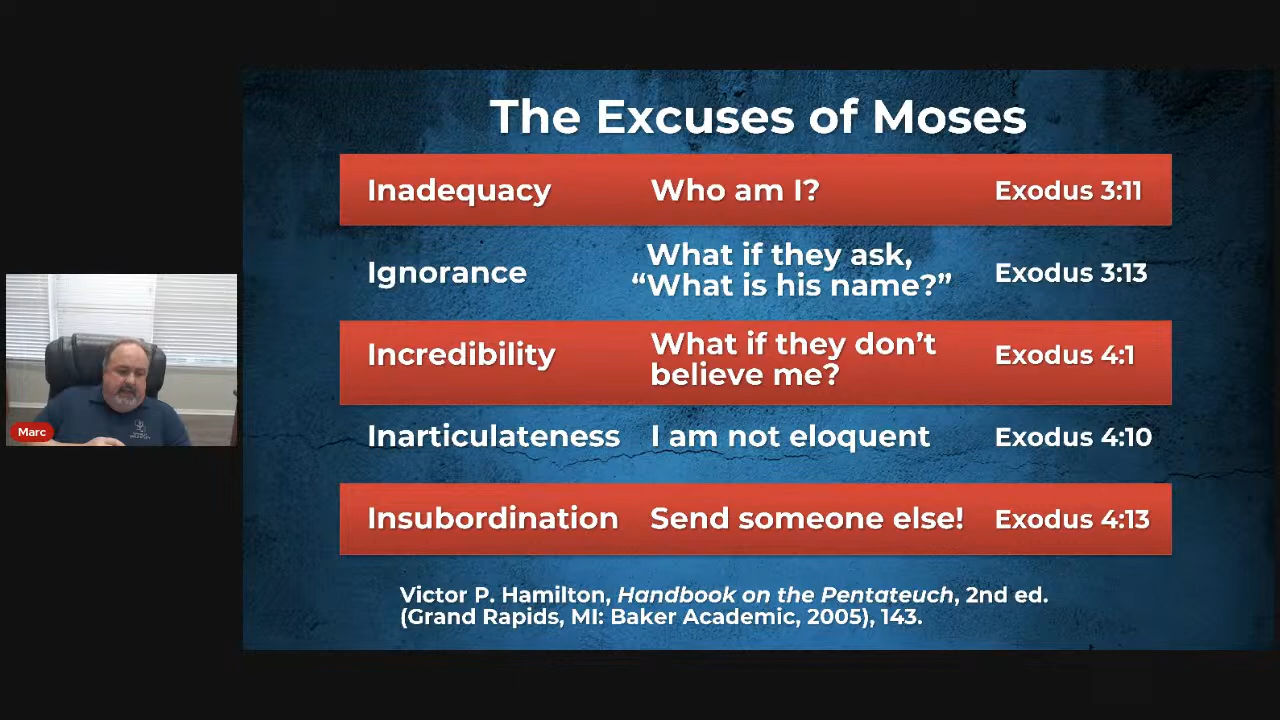 The Excuses of Moses
Inadequacy Who am I? Exodus 3:11
Ignorance What if they ask, “What is his name?” Exodus 3:13
Incredibility What if they don’t believe me? Exodus 4:1
Inarticulateness I am not eloquent Exodus 4:10
Insubordination Send someone else! Exodus 4:13
Victor P. Hamilton, Handbook on the Pentateuch, 2nd ed.
(Grand Rapids, MI: Baker Academic, 2005), 143.
Marc